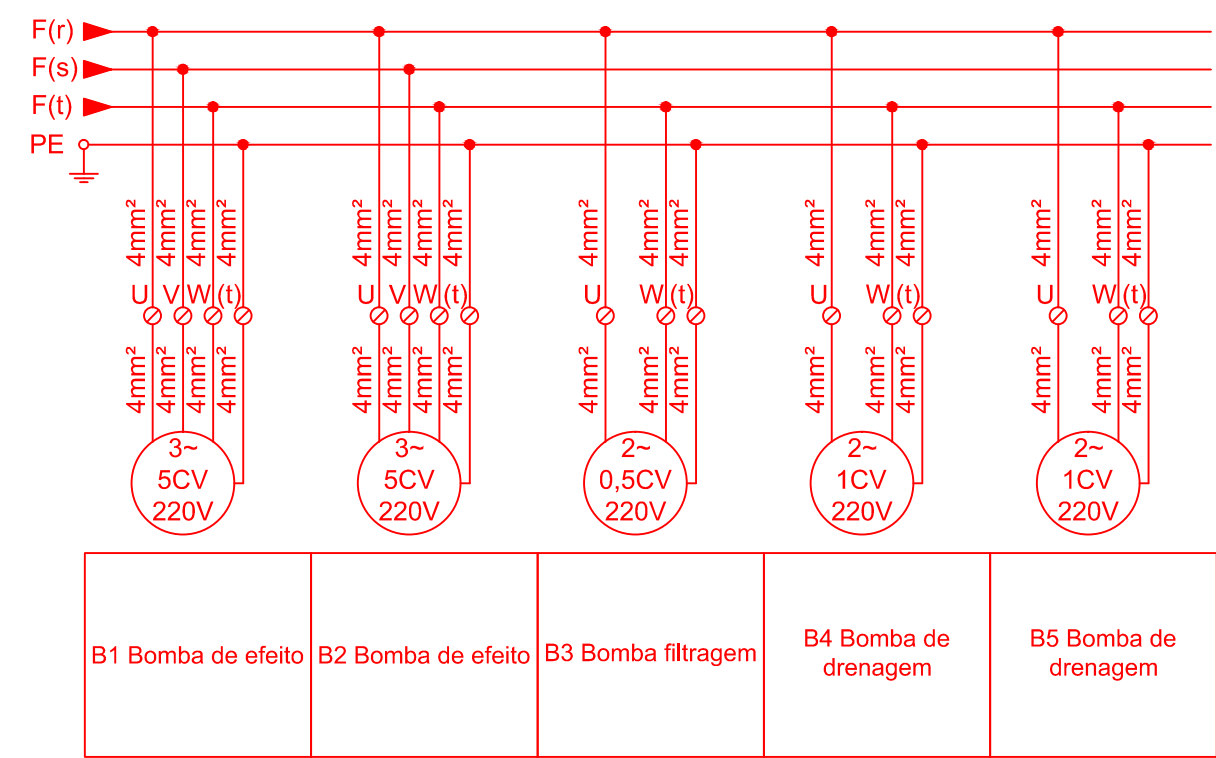 F(r)
F(s)
F(t)
PE
4mm² 4mm² 4mm² 4mm² 4mm² 4mm² 4mm² 4mm² 4mm² 4mm² 4mm² 4mm² 4mm² 4mm² 4mm² 4mm² 4mm²
U V W (t) U V W (t) U W (t) U W (t) U W (t)
4mm² 4mm² 4mm² 4mm² 4mm² 4mm² 4mm² 4mm² 4mm² 4mm² 4mm² 4mm² 4mm² 4mm² 4mm² 4mm² 4mm²
3~
5CV
220V
3~
5CV
220V
2~
0,5CV
220V
2~
1CV
220V
2~
1CV
220V
B1 Bomba de efeito
B2 Bomba de efeito
B3 Bomba filtragem
B4 Bomba de
drenagem
B5 Bomba de
drenagem